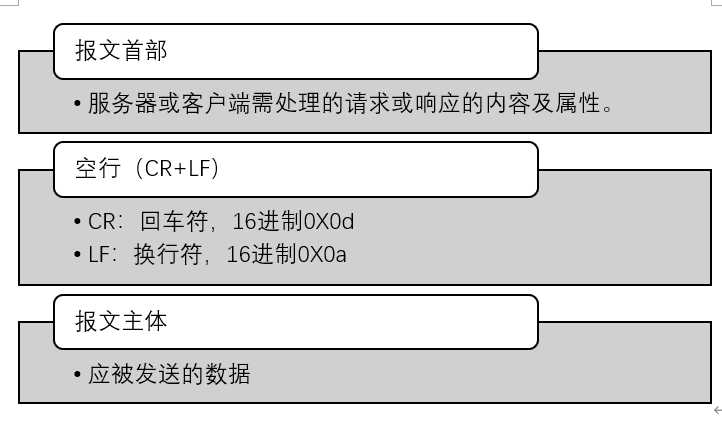 报文首部
• 服务器或客户端需处理的请求或响应的内容及属性。
空行（CR+LF）
• CR：回车符，16进制0X0d
• LF：换行符，16进制0X0a
报文主体
• 应被发送的数据